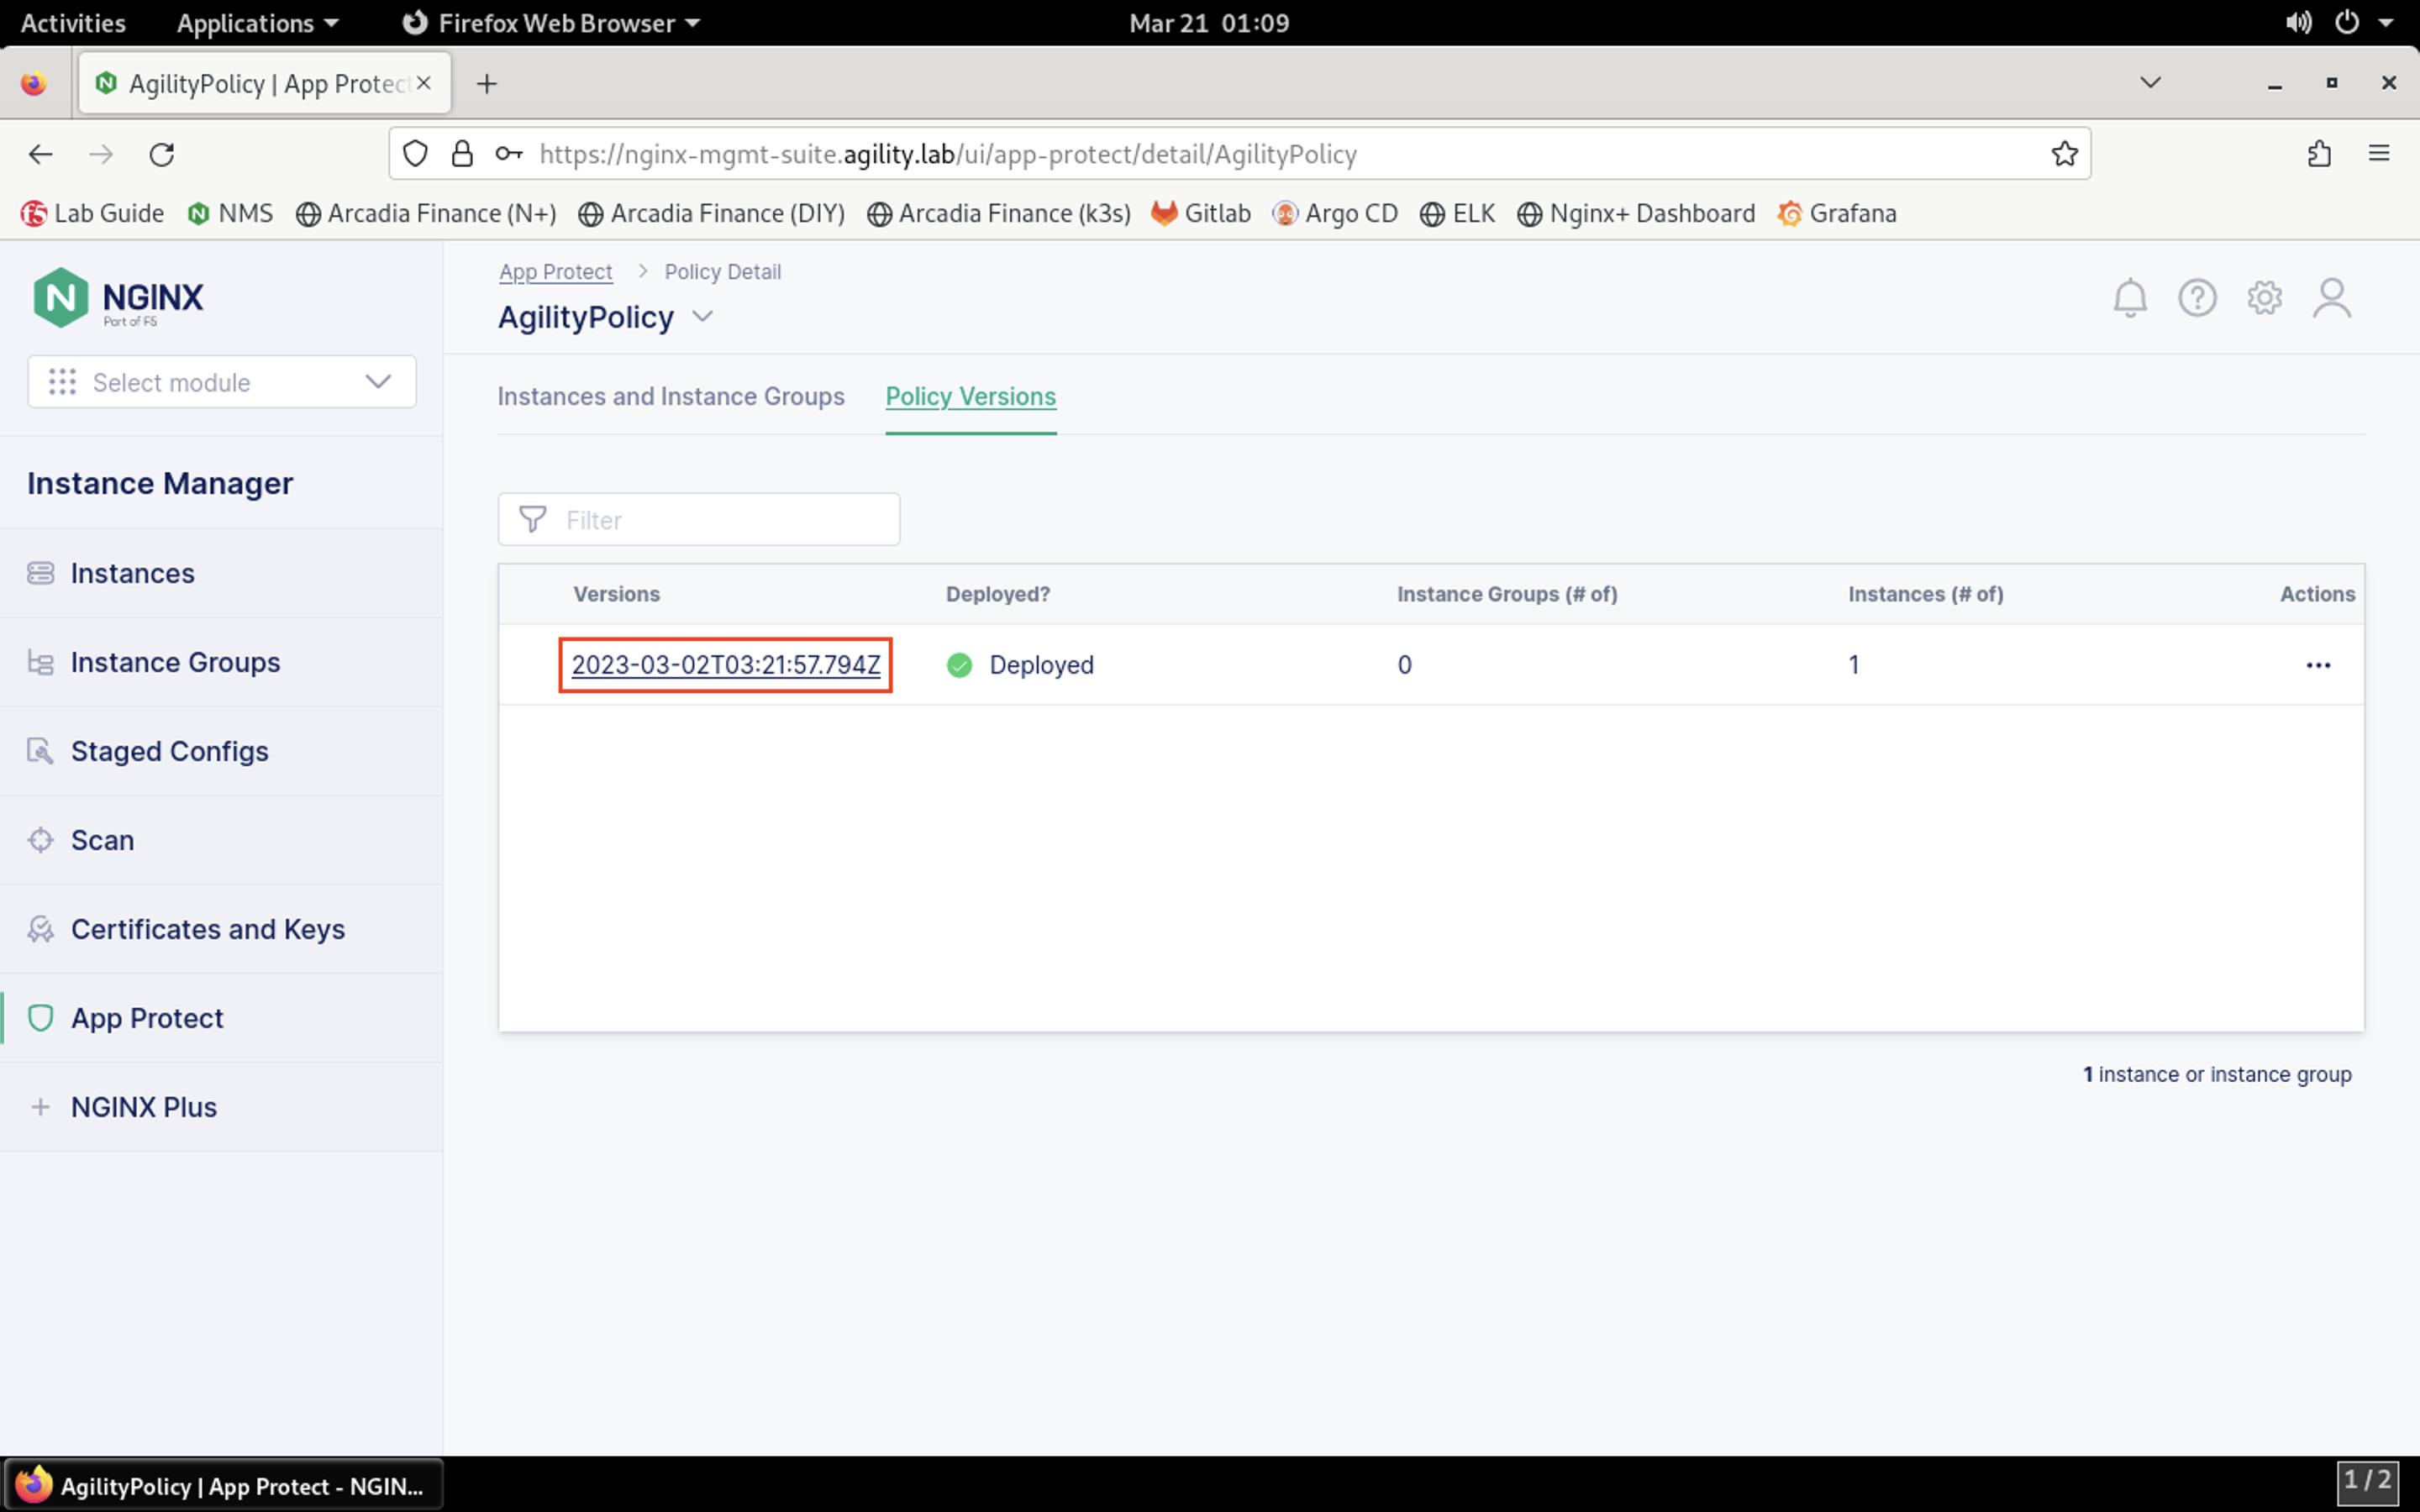 Activities Applications Firefox Web Browser Mar 21 01:09
AgilityPolicy | App Protect
https://nginx-mgmt-suite.agility.lab/ui/app-protect/detail/AgilityPolicy
Lab Guide NMS Arcadia Finance (N+) Arcadia Finance (DIY) Arcadia Finance (k3s) Gitlab Argo CD ELK Nginx+ Dashboard Grafana
NGINX
Part of F5
Select module
Instance Manager
Instances
Instance Groups
Staged Configs
Scan
Certificates and Keys
App Protect
NGINX Plus
App Protect > Policy Detail
AgilityPolicy
Instances and Instance Groups Policy Versions
Filter
Versions Deployed? Instance Groups (# of) Instances (# of) Actions
2023-03-02T03:21:57.794Z Deployed 0 1 ...
1 instance or instance group
AgilityPolicy | App Protect - NGIN... 1 / 2